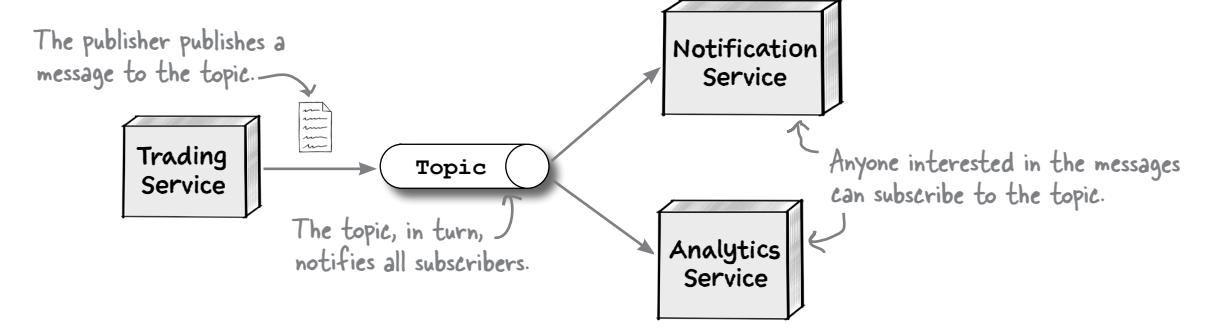 The publisher publishes a
message to the topic.
Trading
Service
Topic
The topic, in turn,
notifies all subscribers.
Notification
Service
Anyone interested in the messages
can subscribe to the topic.
Analytics
Service